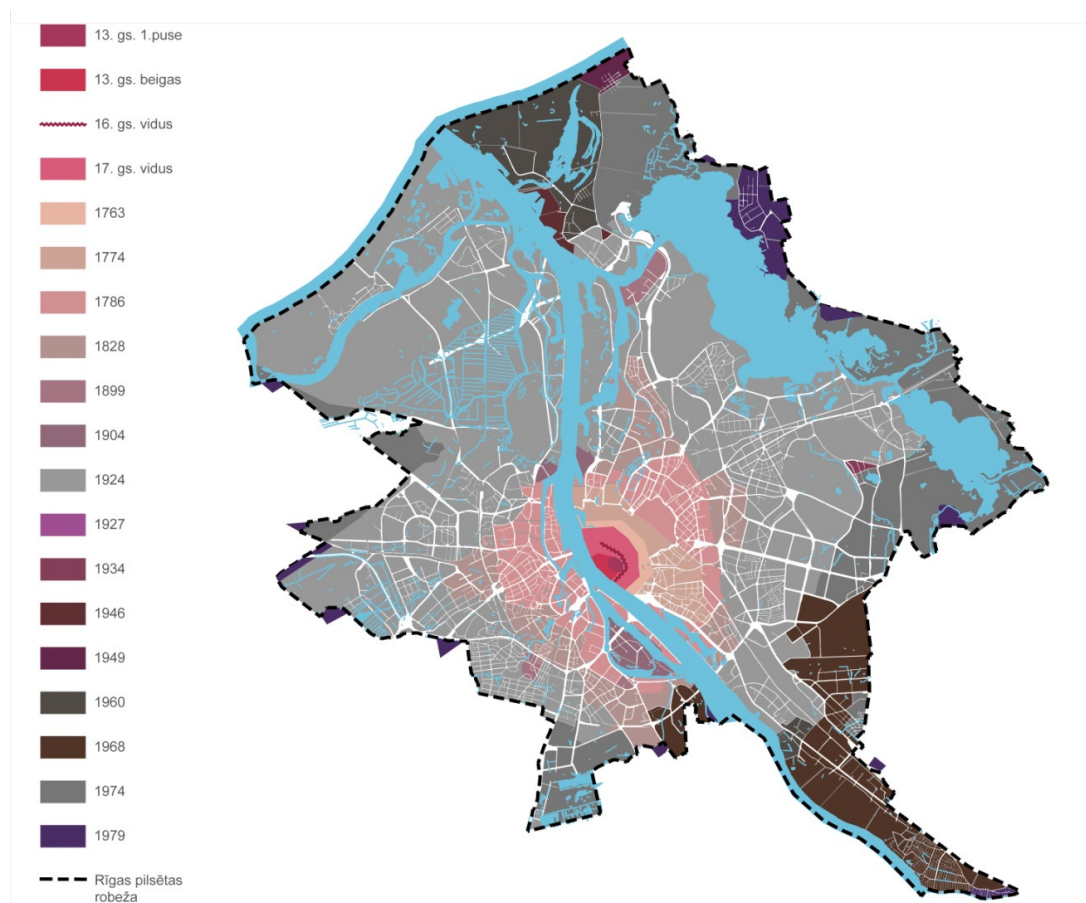 13. gs. 1.puse
13. gs. beigas
16. gs. vidus
17. gs. vidus
1763
1774
1786
1828
1899
1904
1924
1927
1934
1946
1949
1960
1968
1974
1979
Rīgas pilsētas
robeža